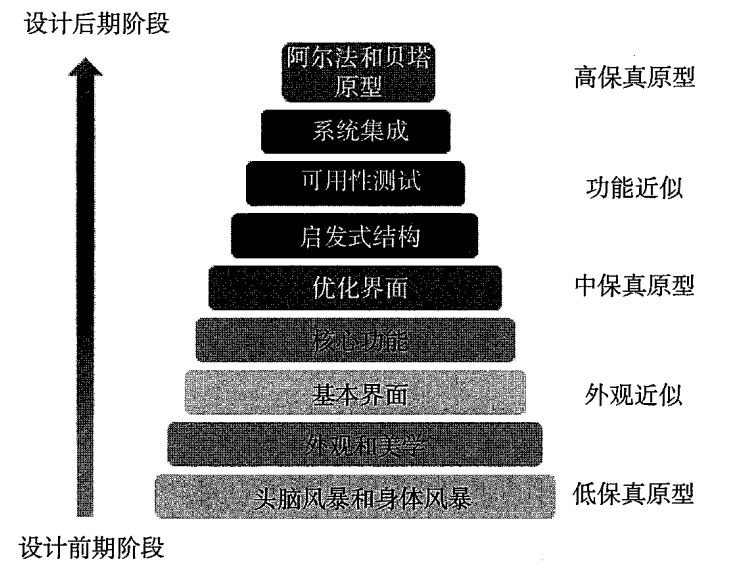 设计后期阶段
阿尔法和贝塔
原型
高保真原型
系统集成
可用性测试
功能近似
启发式结构
优化界面
中保真原型
核心功能
基本界面
外观近似
外观和美学
头脑风暴和身体风暴
低保真原型
设计前期阶段